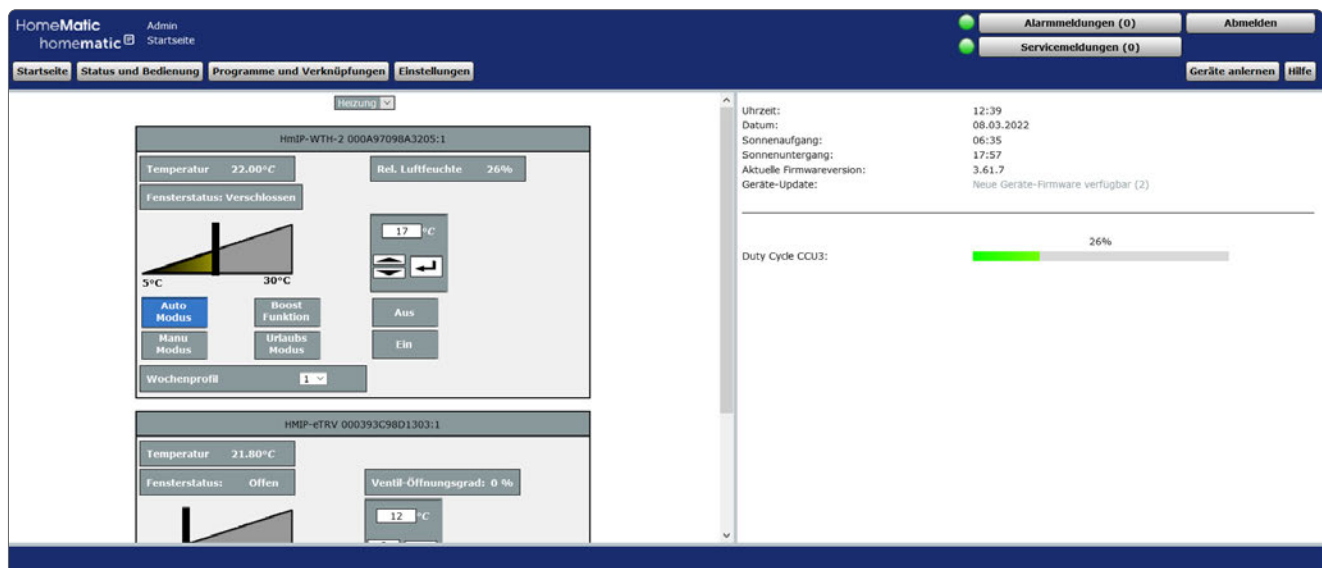 HomeMatic
homematic IP
Admin
Startseite
Alarmmeldungen (0)
Abmelden
Servicemeldungen (0)
Startseite
Status und Bedienung
Programme und Verknüpfungen
Einstellungen
Geräte anlernen
Hilfe
Heizung
HmIP-WTH-2 000A97098A3205:1
Temperatur 22.00°C
Rel. Luftfeuchte 26%
Fensterstatus: Verschlossen
17 °C
5°C
30°C
Auto
Modus
Boost
Funktion
Aus
Manu
Modus
Urlaubs
Modus
Ein
Wochenprofil 1
HMIP-eTRV 000393C98D1303:1
Temperatur 21.80°C
Fensterstatus: Offen
Ventil-Öffnungsgrad: 0 %
12 °C
Uhrzeit: 12:39
Datum: 08.03.2022
Sonnenaufgang: 06:35
Sonnenuntergang: 17:57
Aktuelle Firmwareversion: 3.61.7
Geräte-Update: Neue Geräte-Firmware verfügbar (2)
26%
Duty Cycle CCU3: